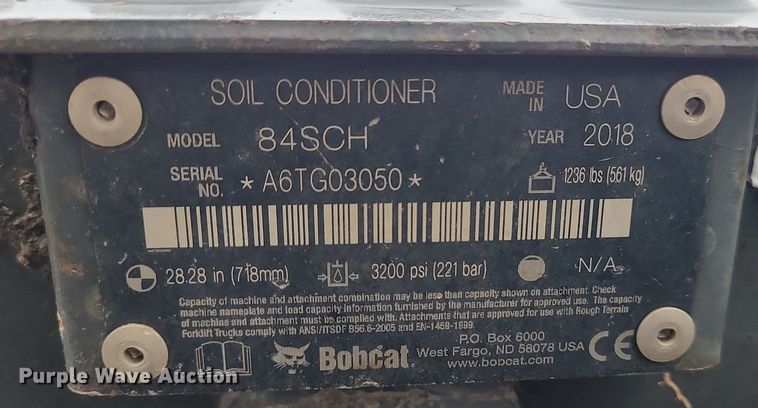 SOIL CONDITIONER MADE IN USA
MODEL 84SCH YEAR 2018
SERIAL NO. *A6TG03050* 1236 lbs (561 kg)
28.28 in (718mm) 3200 psi (221 bar) N/A
Capacity of machine and attachment combination may be less than capacity shown on attachment. Check
machine nameplate and load capacity information furnished by the manufacturer for approved use. The capacity
of machine and attachment must be complied with. Attachments that are approved for use with Rough Terrain
Forklift Trucks comply with ANSI/ITSDF B56.6-2005 and EN-1459-1999.
Bobcat.
P.O. Box 6000
West Fargo, ND 58078 USA
www.bobcat.com
CE
Purple Wave Auction